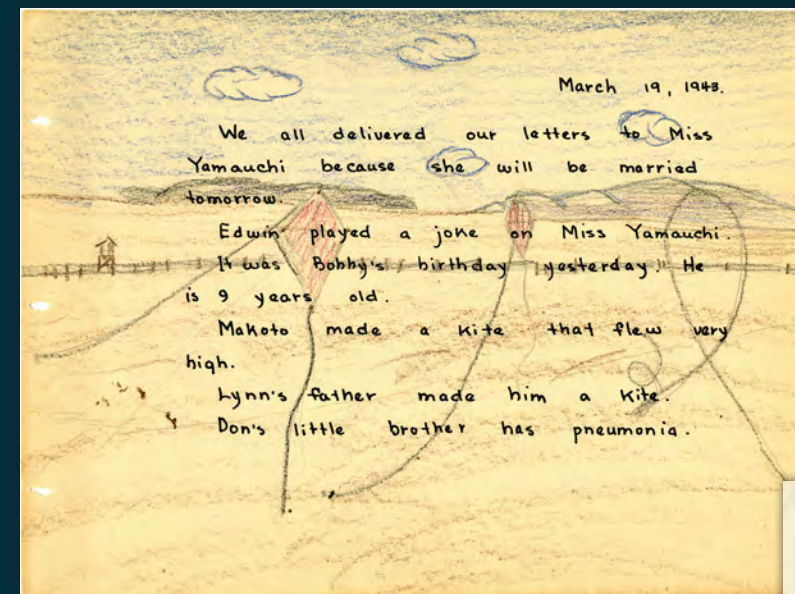 March 19, 1943.
We all delivered our letters to Miss
Yamauchi because she will be married
tomorrow.
Edwin played a joke on Miss Yamauchi.
It was Bobby's birthday yesterday. He
is 9 years old.
Makoto made a kite that flew very
high.
Lynn's father made him a kite.
Don's little brother has pneumonia.